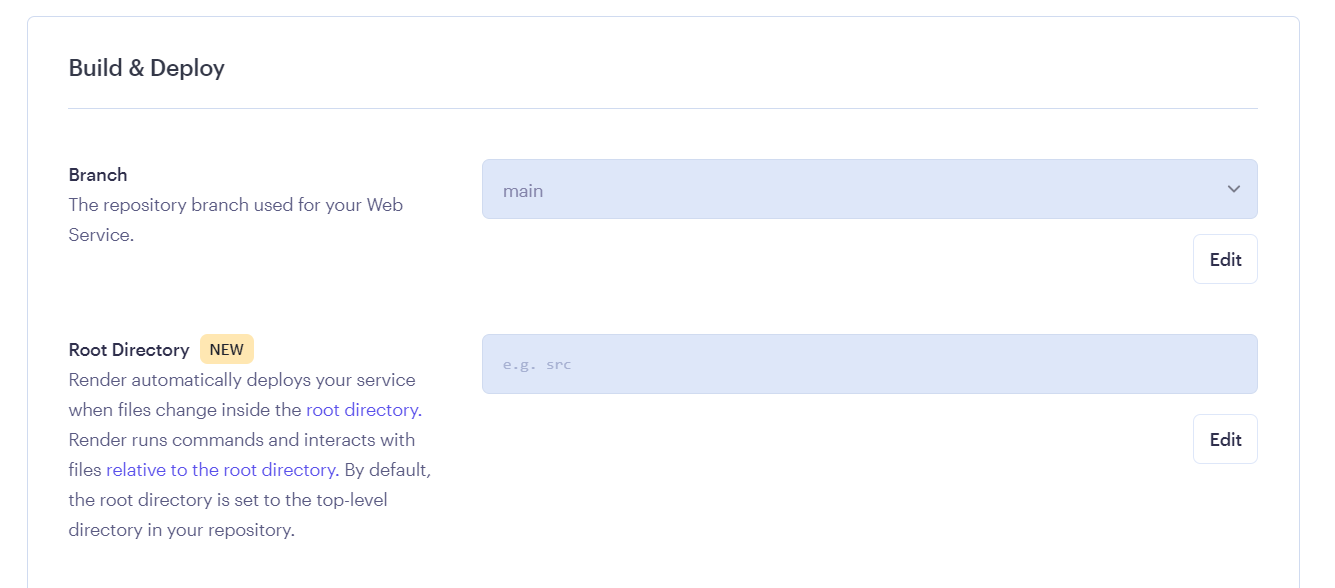 Build & Deploy
Branch
The repository branch used for your Web
Service.
main
Edit
Root Directory NEW
Render automatically deploys your service
when files change inside the root directory.
Render runs commands and interacts with
files relative to the root directory. By default,
the root directory is set to the top-level
directory in your repository.
e.g. src
Edit